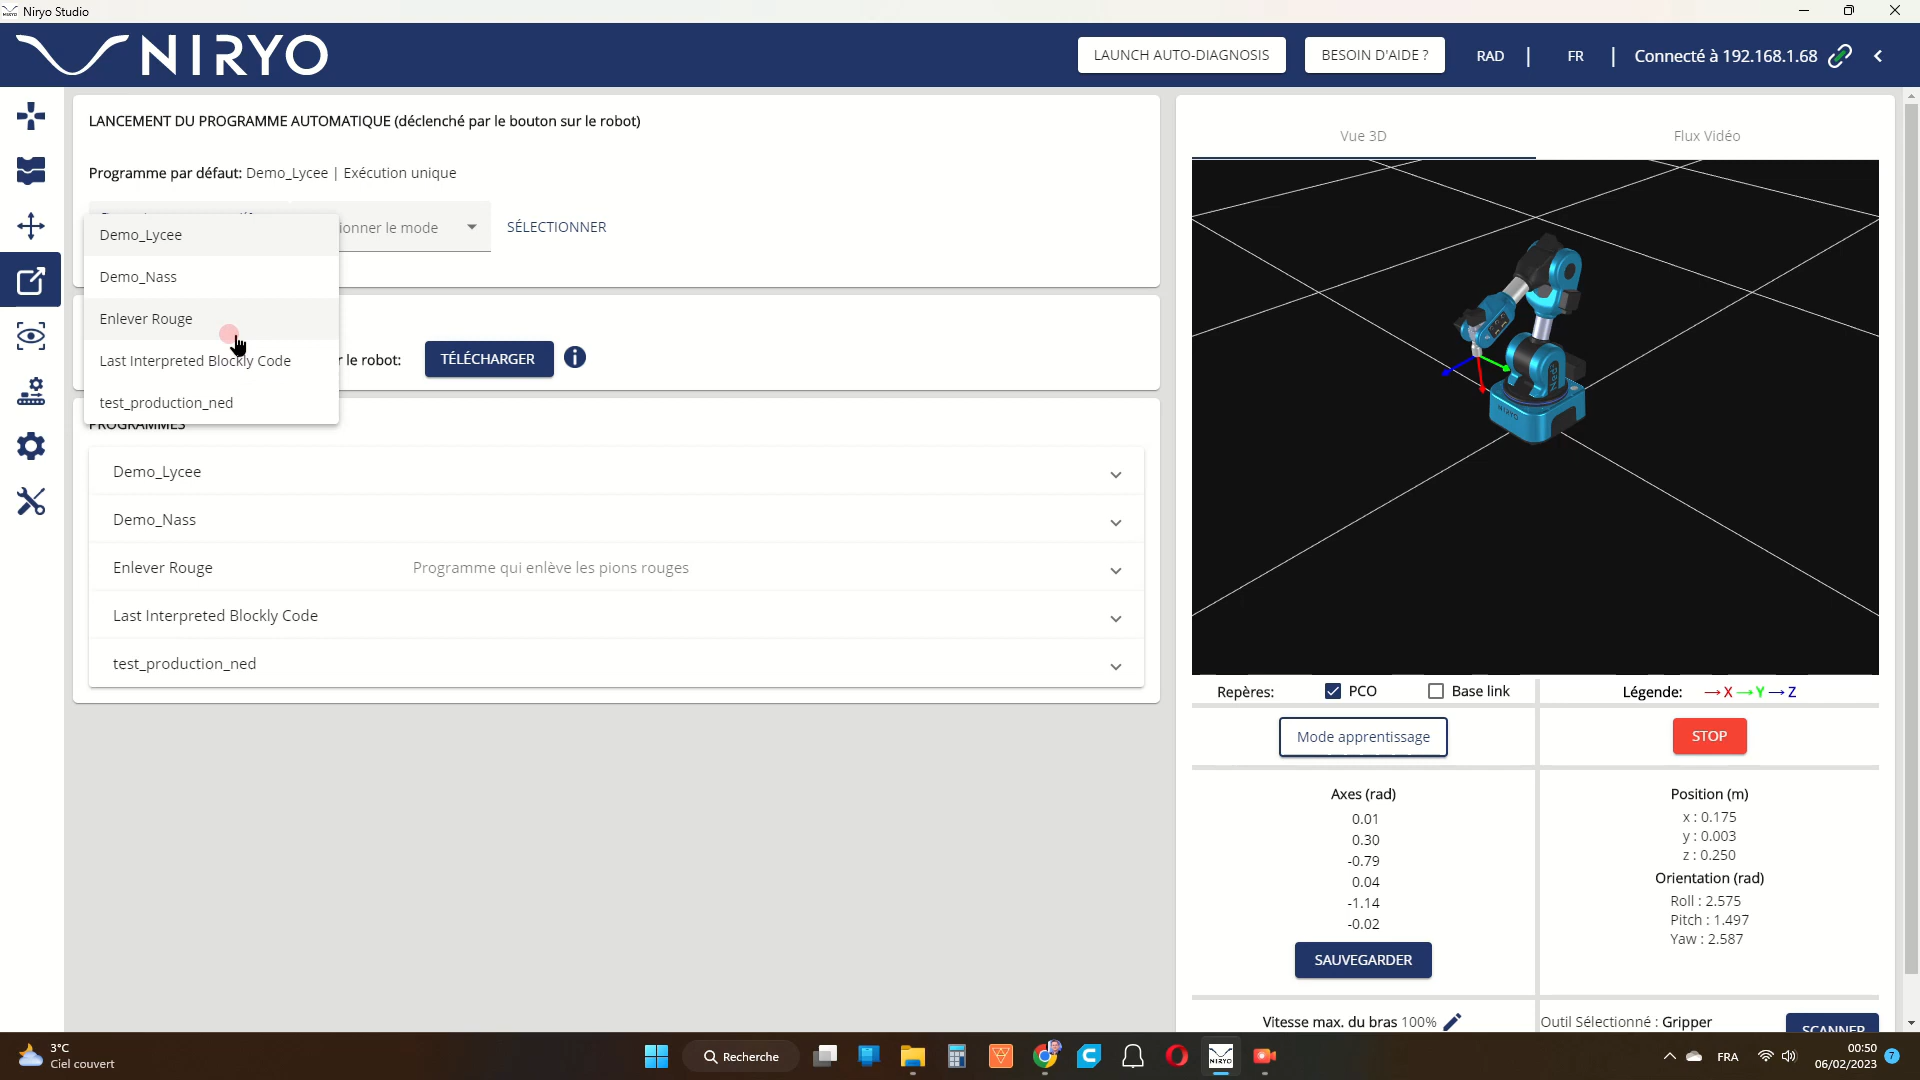 Niryo Studio
NIRYO
LAUNCH AUTO-DIAGNOSIS
BESOIN D'AIDE ?
RAD
FR
Connecté à 192.168.1.68
LANCEMENT DU PROGRAMME AUTOMATIQUE (déclenché par le bouton sur le robot)
Programme par défaut: Demo_Lycee | Exécution unique
ionner le mode
SÉLECTIONNER
Demo_Lycee
Demo_Nass
Enlever Rouge
Last Interpreted Blockly Code
test_production_ned
r le robot:
TÉLÉCHARGER
PROGRAMMES
Demo_Lycee
Demo_Nass
Enlever Rouge Programme qui enlève les pions rouges
Last Interpreted Blockly Code
test_production_ned
Vue 3D
Flux Vidéo
NIRYO
Ned
Repères:
PCO
Base link
Légende: X Y Z
Mode apprentissage
STOP
Axes (rad)
0.01
0.30
-0.79
0.04
-1.14
-0.02
SAUVEGARDER
Position (m)
x : 0.175
y : 0.003
z : 0.250
Orientation (rad)
Roll : 2.575
Pitch : 1.497
Yaw : 2.587
Vitesse max. du bras 100%
Outil Sélectionné : Gripper
SCANNER
3°C
Ciel couvert
Recherche
NIRYO
FRA
00:50
06/02/2023
7